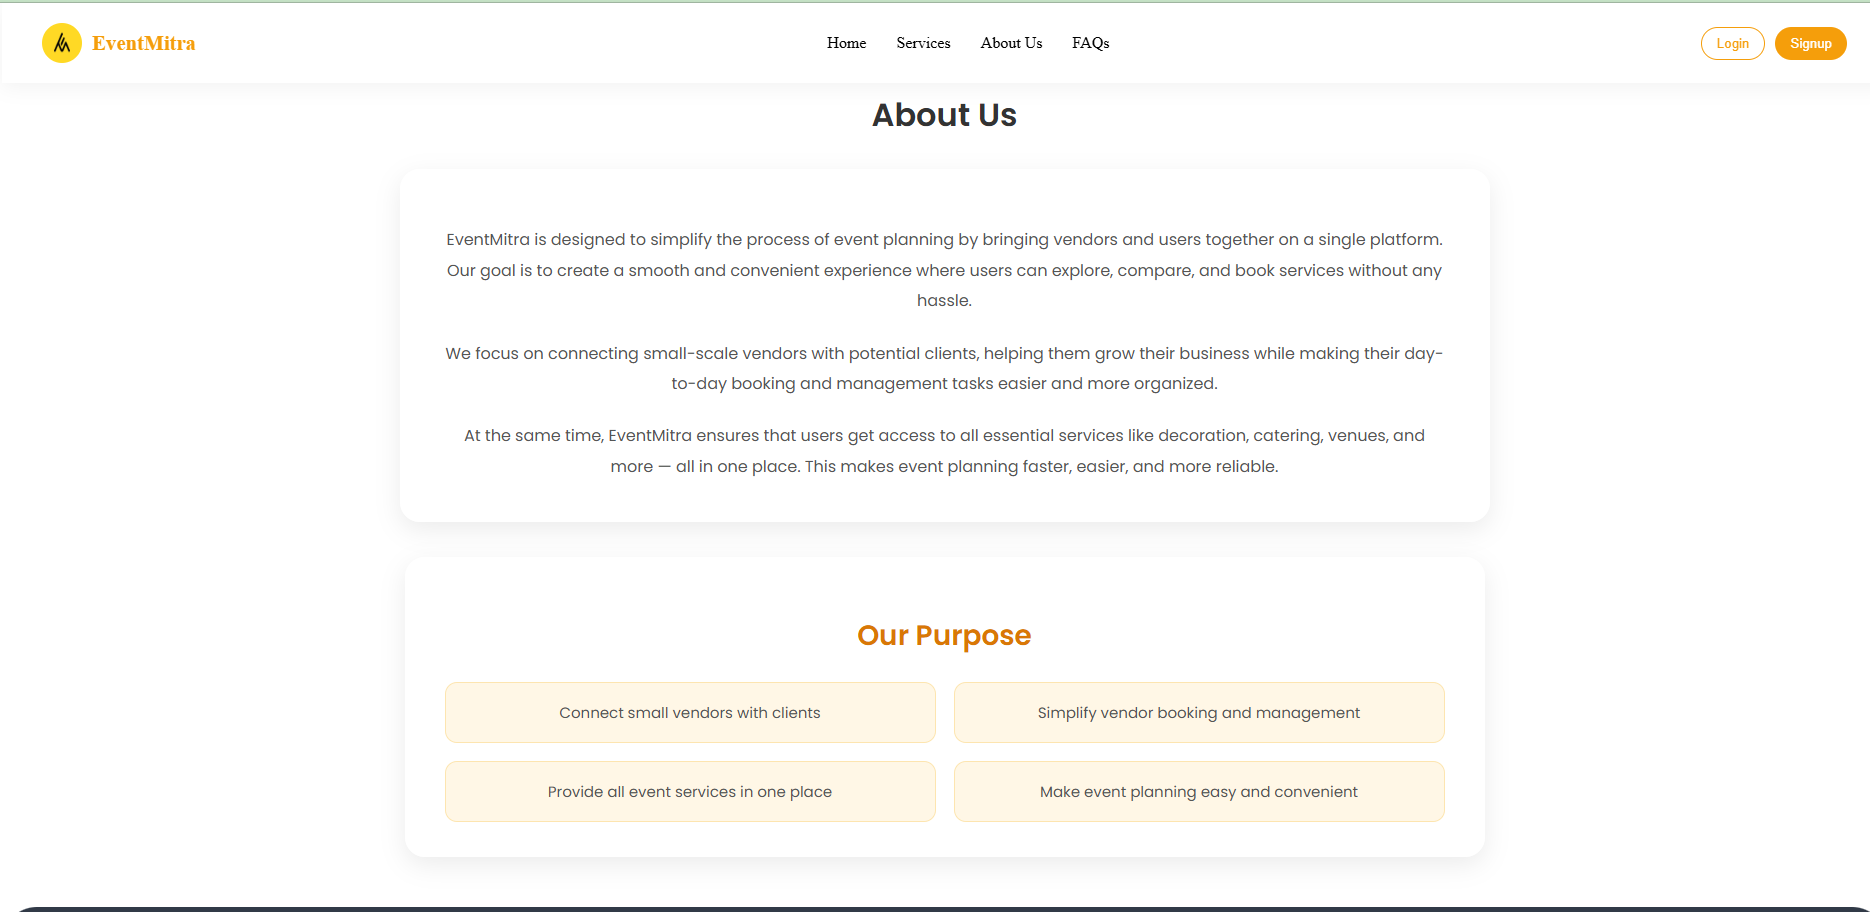 EventMitra
Home Services About Us FAQs
Login Signup
About Us
EventMitra is designed to simplify the process of event planning by bringing vendors and users together on a single platform.
Our goal is to create a smooth and convenient experience where users can explore, compare, and book services without any
hassle.
We focus on connecting small-scale vendors with potential clients, helping them grow their business while making their day-
to-day booking and management tasks easier and more organized.
At the same time, EventMitra ensures that users get access to all essential services like decoration, catering, venues, and
more — all in one place. This makes event planning faster, easier, and more reliable.
Our Purpose
Connect small vendors with clients
Simplify vendor booking and management
Provide all event services in one place
Make event planning easy and convenient